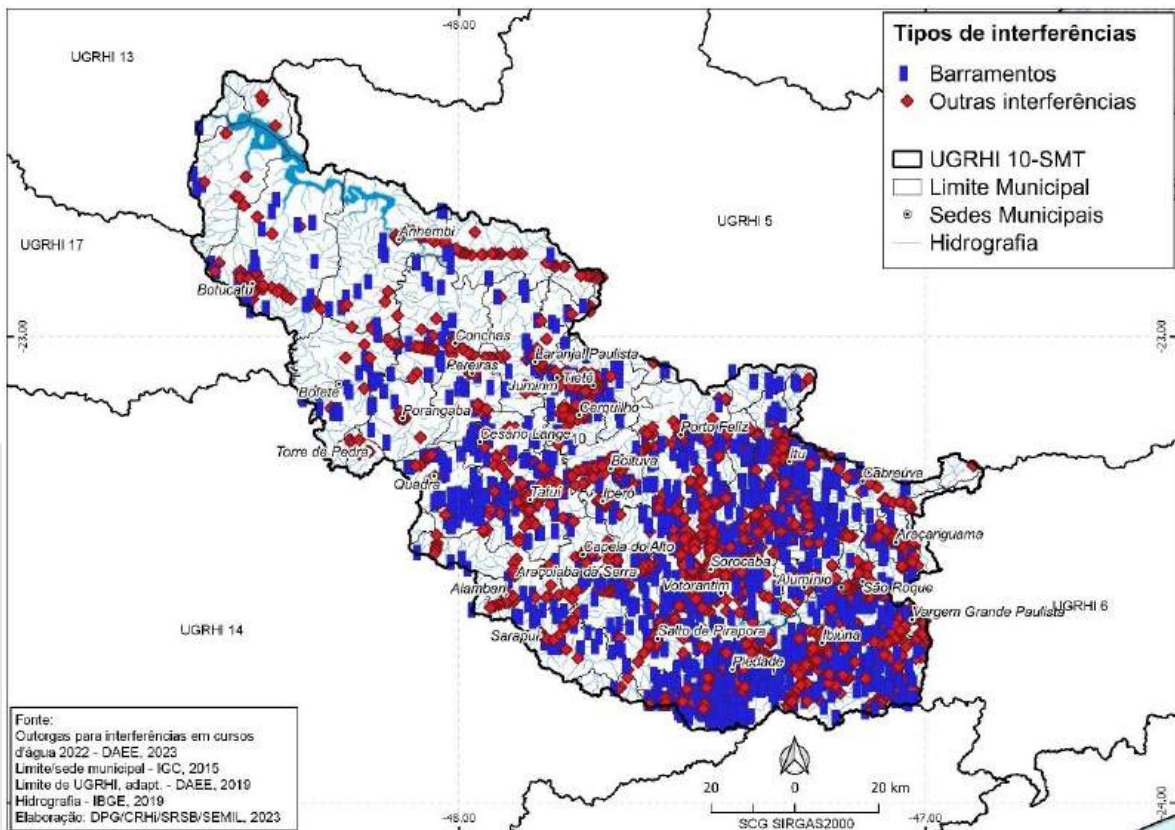 -48.00
UGRHI 13
Tipos de interferências
Barramentos
Outras interferências
UGRHI 10-SMT
Limite Municipal
Sedes Municipais
Hidrografia
UGRHI 5
UGRHI 17
Anhembi
Botucatu
-23.00
-23.00
Conchas
Laranjal Paulista
Pereiras
Jumirim
Tietê
Bofete
Cerquilho
Porangaba
Porto Feliz
Cesário Lange
10
Torre de Pedra
Boituva
Itu
Cabreúva
Quadra
Tatuí
Iperó
Araçariguama
Capela do Alto
Sorocaba
Araçoiaba da Serra
Alumínio
São Roque
Alambari
Votorantim
Vargem Grande Paulista
UGRHI 6
UGRHI 14
Sarapuí
Salto de Pirapora
Ibiúna
Piedade
Fonte:
Outorgas para interferências em cursos
d'água 2022 - DAEE, 2023
Limite/sede municipal - IGC, 2015
Limite de UGRHI, adapt. - DAEE, 2019
Hidrografia - IBGE, 2019
Elaboração: DPG/CRHi/SRSB/SEMIL, 2023
20 0 20 km
SCG SIRGAS2000
-48.00
-47.00
-24.00